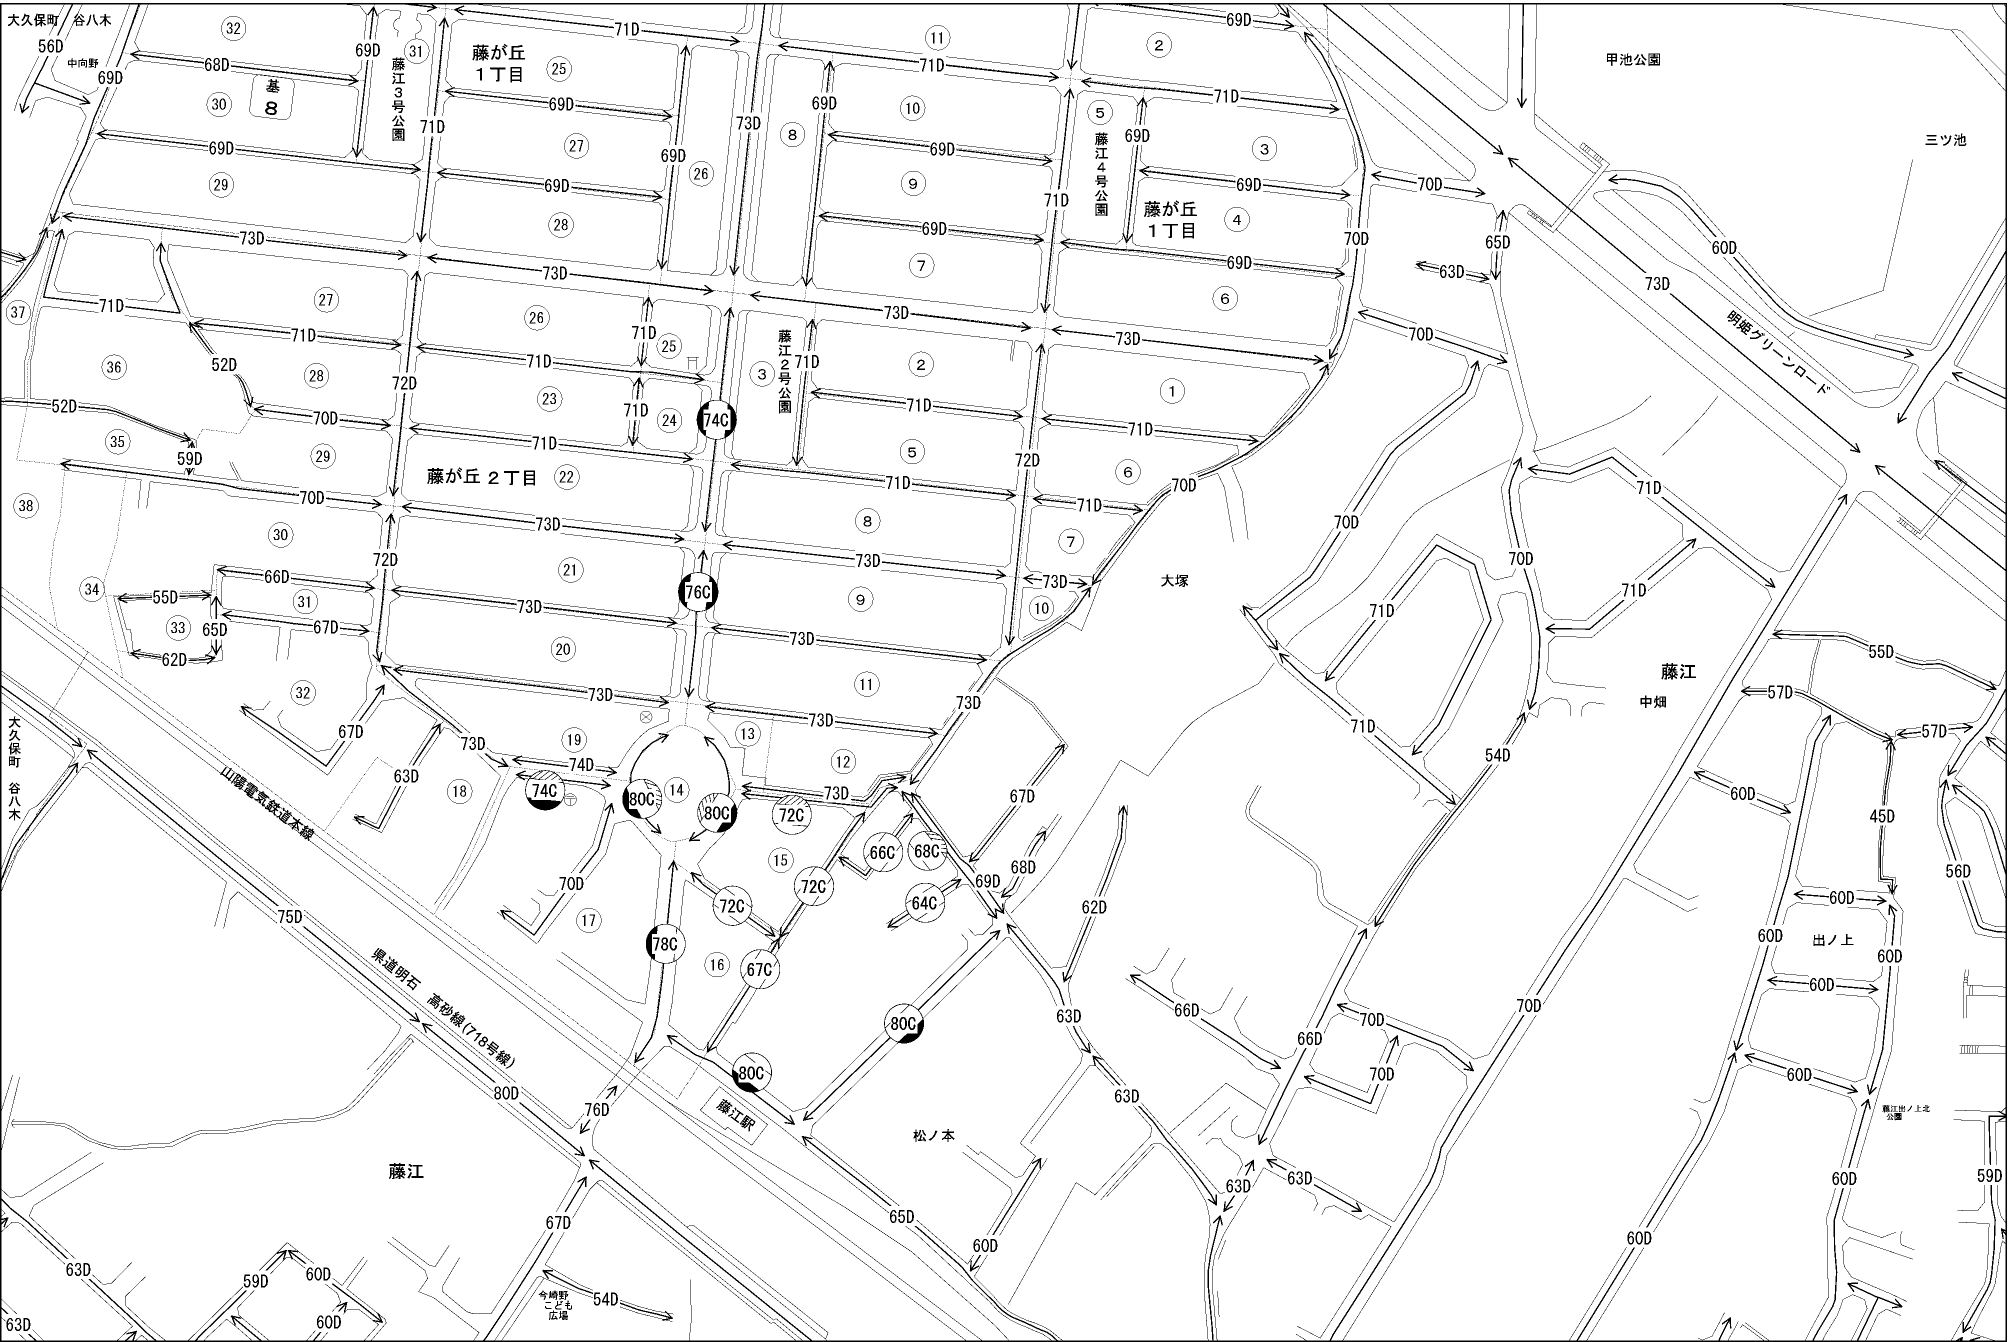 大久保町　谷八木
56D
中向野
69D
32
68D
基
8
30
69D
29
69D
31
藤江3号公園
71D
藤が丘
1丁目
25
71D
69D
27
69D
26
69D
28
73D
11
71D
69D
8
10
69D
9
69D
7
69D
2
71D
5
藤江4号公園
69D
3
69D
藤が丘
1丁目
4
71D
69D
6
70D
70D
65D
63D
甲池公園
三ツ池
60D
73D
明姫グリーンロード
73D
71D
37
27
71D
52D
28
36
52D
35
59D
70D
29
72D
73D
26
71D
25
71D
23
71D
24
71D
74C
藤が丘 2丁目
22
藤江2号公園
3
71D
73D
2
71D
5
71D
73D
1
71D
72D
6
71D
70D
70D
38
70D
30
73D
72D
8
7
34
66D
21
76C
73D
73D
大塚
55D
31
33
65D
67D
62D
73D
9
10
73D
20
32
73D
11
73D
67D
73D
19
74D
13
12
73D
63D
18
74C
80C
14
80C
72C
73D
山陽電気鉄道本線
大久保町　谷八木
70D
17
15
72C
66C
68C
72C
64C
69D
67D
68D
62D
75D
78C
16
67C
県道明石　高砂線(718号線)
80C
80C
80D
76D
藤江駅
松ノ本
63D
63D
藤江
67D
65D
60D
63D
59D
60D
60D
63D
54D
今崎野
こども
広場
70D
71D
70D
71D
71D
71D
54D
藤江
中畑
55D
57D
57D
60D
45D
56D
60D
出ノ上
60D
60D
60D
60D
66D
66D
70D
70D
70D
63D
63D
藤江出ノ上北
公園
60D
59D
60D